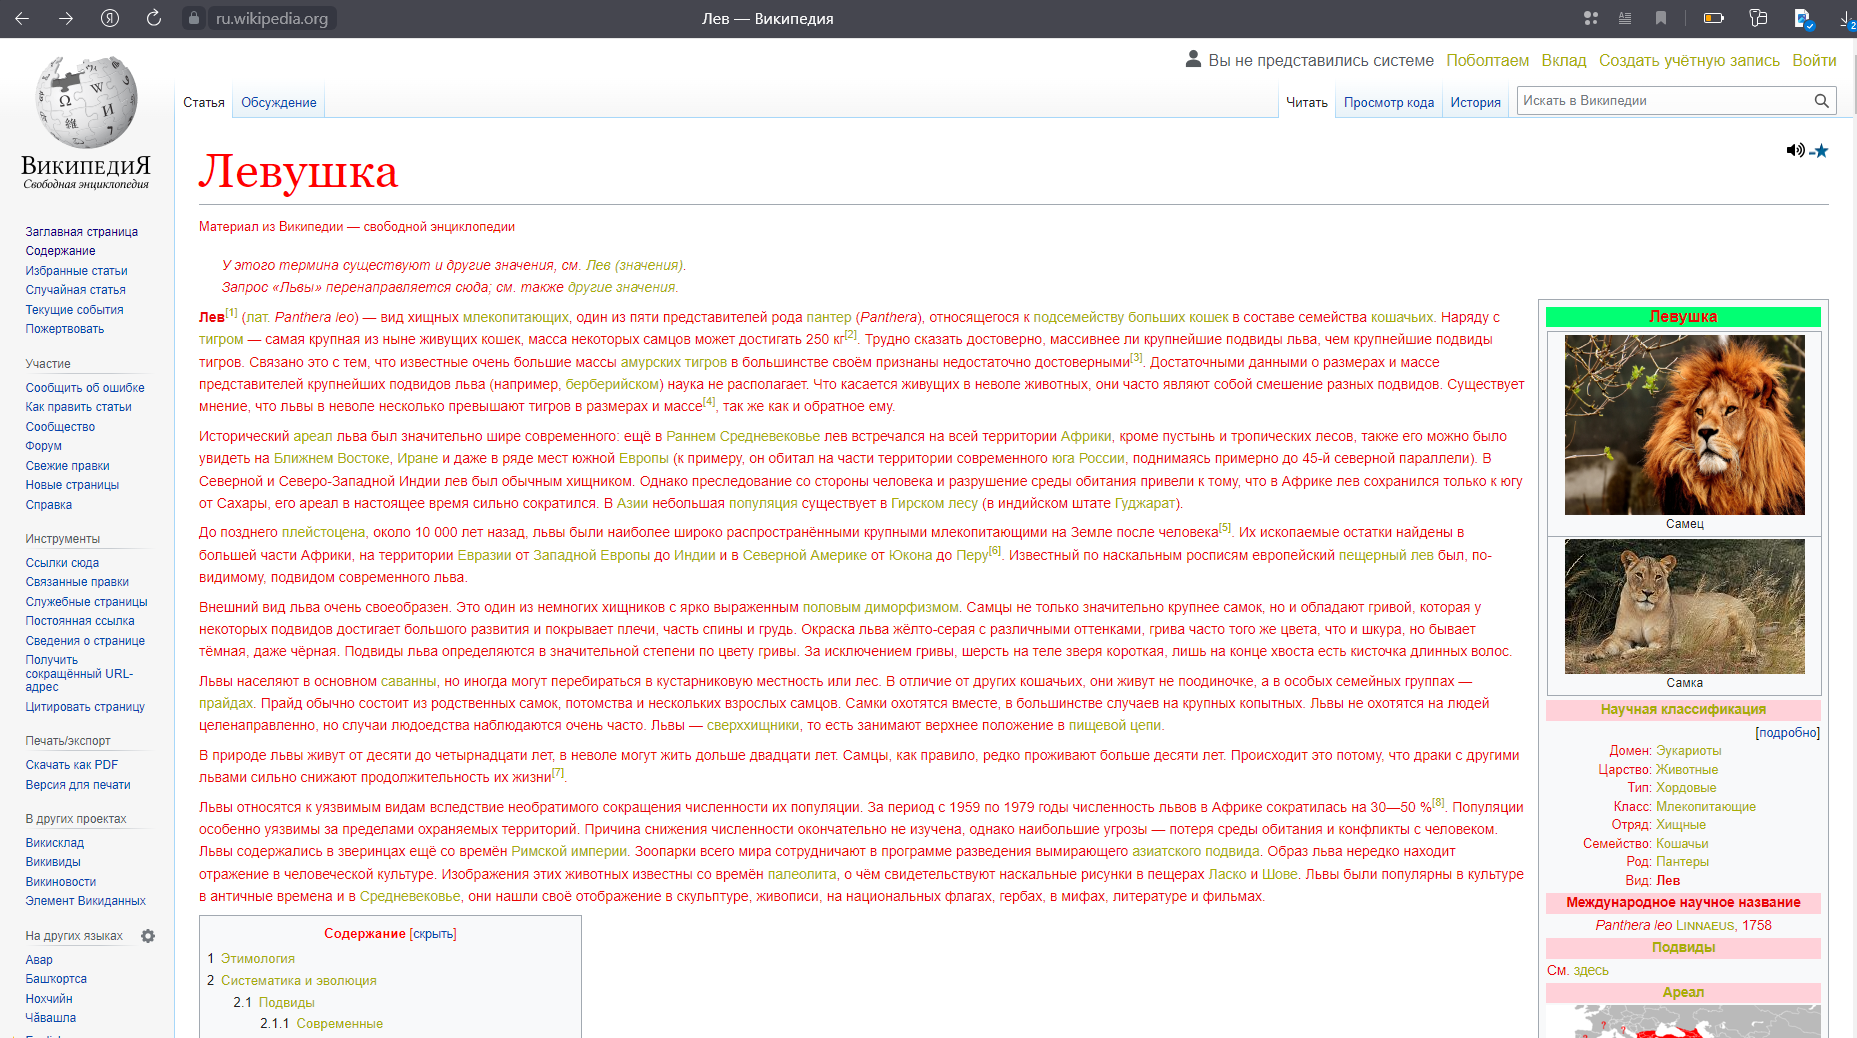 ru.wikipedia.org
Лев — Википедия
2
Вы не представились системе Поболтаем Вклад Создать учётную запись Войти
Статья Обсуждение Читать Просмотр кода История Искать в Википедии
ВикипедиЯ
Свободная энциклопедия
Заглавная страница
Содержание
Избранные статьи
Случайная статья
Текущие события
Пожертвовать
Участие
Сообщить об ошибке
Как править статьи
Сообщество
Форум
Свежие правки
Новые страницы
Справка
Инструменты
Ссылки сюда
Связанные правки
Служебные страницы
Постоянная ссылка
Сведения о странице
Получить
сокращённый URL-
адрес
Цитировать страницу
Печать/экспорт
Скачать как PDF
Версия для печати
В других проектах
Викисклад
Викивиды
Викиновости
Элемент Викиданных
На других языках
Авар
Башҡортса
Нохчийн
Чӑвашла
Левушка
Материал из Википедии — свободной энциклопедии
У этого термина существуют и другие значения, см. Лев (значения).
Запрос «Львы» перенаправляется сюда; см. также другие значения.
Лев[1] (лат. Panthera leo) — вид хищных млекопитающих, один из пяти представителей рода пантер (Panthera), относящегося к подсемейству больших кошек в составе семейства кошачьих. Наряду с
тигром — самая крупная из ныне живущих кошек, масса некоторых самцов может достигать 250 кг[2]. Трудно сказать достоверно, массивнее ли крупнейшие подвиды льва, чем крупнейшие подвиды
тигров. Связано это с тем, что известные очень большие массы амурских тигров в большинстве своём признаны недостаточно достоверными[3]. Достаточными данными о размерах и массе
представителей крупнейших подвидов льва (например, берберийском) наука не располагает. Что касается живущих в неволе животных, они часто являют собой смешение разных подвидов. Существует
мнение, что львы в неволе несколько превышают тигров в размерах и массе[4], так же как и обратное ему.
Исторический ареал льва был значительно шире современного: ещё в Раннем Средневековье лев встречался на всей территории Африки, кроме пустынь и тропических лесов, также его можно было
увидеть на Ближнем Востоке, Иране и даже в ряде мест южной Европы (к примеру, он обитал на части территории современного юга России, поднимаясь примерно до 45-й северной параллели). В
Северной и Северо-Западной Индии лев был обычным хищником. Однако преследование со стороны человека и разрушение среды обитания привели к тому, что в Африке лев сохранился только к югу
от Сахары, его ареал в настоящее время сильно сократился. В Азии небольшая популяция существует в Гирском лесу (в индийском штате Гуджарат).
До позднего плейстоцена, около 10 000 лет назад, львы были наиболее широко распространёнными крупными млекопитающими на Земле после человека[5]. Их ископаемые остатки найдены в
большей части Африки, на территории Евразии от Западной Европы до Индии и в Северной Америке от Юкона до Перу[6]. Известный по наскальным росписям европейский пещерный лев был, по-
видимому, подвидом современного льва.
Внешний вид льва очень своеобразен. Это один из немногих хищников с ярко выраженным половым диморфизмом. Самцы не только значительно крупнее самок, но и обладают гривой, которая у
некоторых подвидов достигает большого развития и покрывает плечи, часть спины и грудь. Окраска льва жёлто-серая с различными оттенками, грива часто того же цвета, что и шкура, но бывает
тёмная, даже чёрная. Подвиды льва определяются в значительной степени по цвету гривы. За исключением гривы, шерсть на теле зверя короткая, лишь на конце хвоста есть кисточка длинных волос.
Львы населяют в основном саванны, но иногда могут перебираться в кустарниковую местность или лес. В отличие от других кошачьих, они живут не поодиночке, а в особых семейных группах —
прайдах. Прайд обычно состоит из родственных самок, потомства и нескольких взрослых самцов. Самки охотятся вместе, в большинстве случаев на крупных копытных. Львы не охотятся на людей
целенаправленно, но случаи людоедства наблюдаются очень часто. Львы — сверххищники, то есть занимают верхнее положение в пищевой цепи.
В природе львы живут от десяти до четырнадцати лет, в неволе могут жить дольше двадцати лет. Самцы, как правило, редко проживают больше десяти лет. Происходит это потому, что драки с другими
львами сильно снижают продолжительность их жизни[7].
Львы относятся к уязвимым видам вследствие необратимого сокращения численности их популяции. За период с 1959 по 1979 годы численность львов в Африке сократилась на 30—50 %[8]. Популяции
особенно уязвимы за пределами охраняемых территорий. Причина снижения численности окончательно не изучена, однако наибольшие угрозы — потеря среды обитания и конфликты с человеком.
Львы содержались в зверинцах ещё со времён Римской империи. Зоопарки всего мира сотрудничают в программе разведения вымирающего азиатского подвида. Образ льва нередко находит
отражение в человеческой культуре. Изображения этих животных известны со времён палеолита, о чём свидетельствуют наскальные рисунки в пещерах Ласко и Шове. Львы были популярны в культуре
в античные времена и в Средневековье, они нашли своё отображение в скульптуре, живописи, на национальных флагах, гербах, в мифах, литературе и фильмах.
Содержание [скрыть]
1 Этимология
2 Систематика и эволюция
2.1 Подвиды
2.1.1 Современные
Левушка
Самец
Самка
Научная классификация
[подробно]
Домен: Эукариоты
Царство: Животные
Тип: Хордовые
Класс: Млекопитающие
Отряд: Хищные
Семейство: Кошачьи
Род: Пантеры
Вид: Лев
Международное научное название
Panthera leo Linnaeus, 1758
Подвиды
См. здесь
Ареал